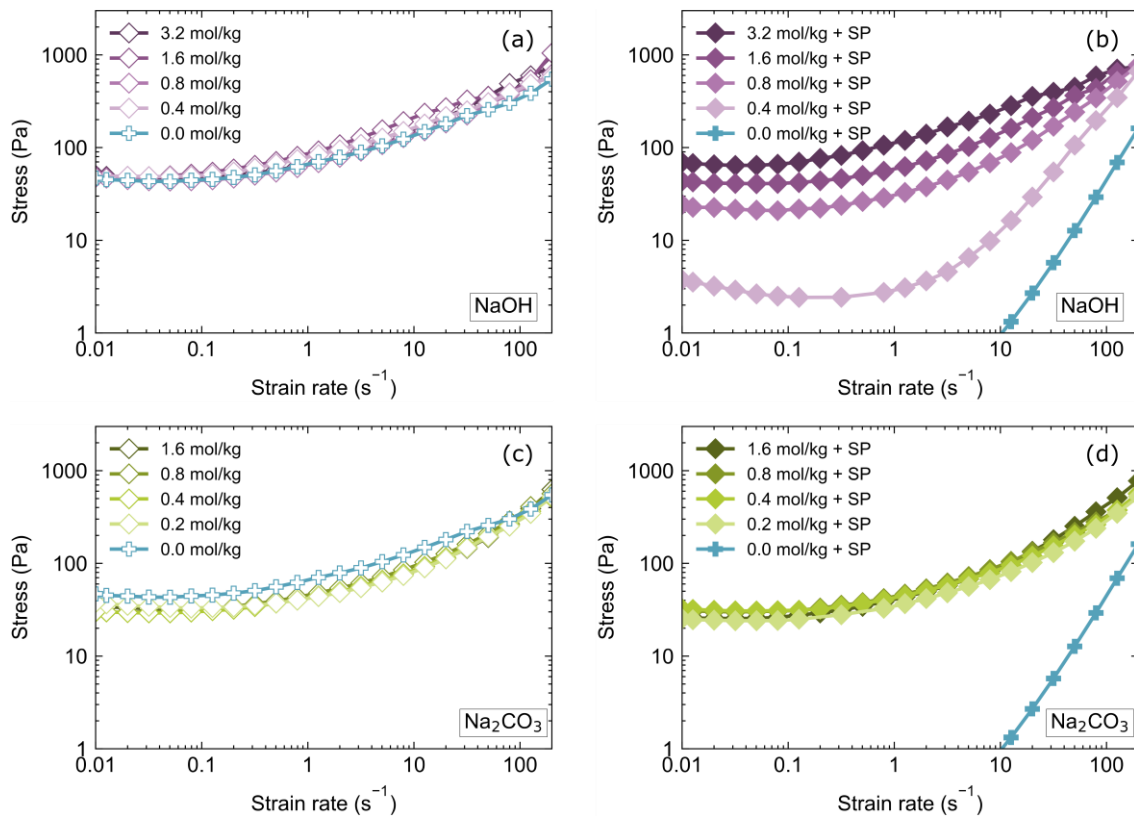 (a)
3.2 mol/kg
1.6 mol/kg
0.8 mol/kg
0.4 mol/kg
0.0 mol/kg
1000
100
10
1
Stress (Pa)
NaOH
0.01 0.1 1 10 100
Strain rate (s⁻¹)
(b)
3.2 mol/kg + SP
1.6 mol/kg + SP
0.8 mol/kg + SP
0.4 mol/kg + SP
0.0 mol/kg + SP
1000
100
10
1
Stress (Pa)
NaOH
0.01 0.1 1 10 100
Strain rate (s⁻¹)
(c)
1.6 mol/kg
0.8 mol/kg
0.4 mol/kg
0.2 mol/kg
0.0 mol/kg
1000
100
10
1
Stress (Pa)
Na₂CO₃
0.01 0.1 1 10 100
Strain rate (s⁻¹)
(d)
1.6 mol/kg + SP
0.8 mol/kg + SP
0.4 mol/kg + SP
0.2 mol/kg + SP
0.0 mol/kg + SP
1000
100
10
1
Stress (Pa)
Na₂CO₃
0.01 0.1 1 10 100
Strain rate (s⁻¹)